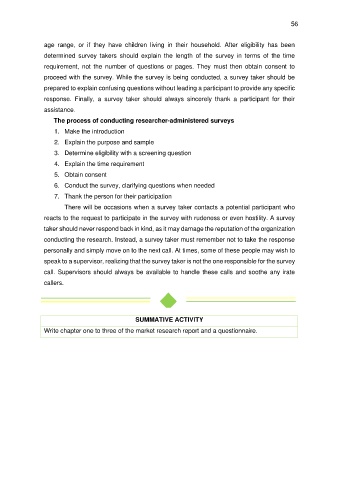 56
age range, or if they have children living in their household. After eligibility has been
determined survey takers should explain the length of the survey in terms of the time
requirement, not the number of questions or pages. They must then obtain consent to
proceed with the survey. While the survey is being conducted, a survey taker should be
prepared to explain confusing questions without leading a participant to provide any specific
response. Finally, a survey taker should always sincerely thank a participant for their
assistance.
The process of conducting researcher-administered surveys
1. Make the introduction
2. Explain the purpose and sample
3. Determine eligibility with a screening question
4. Explain the time requirement
5. Obtain consent
6. Conduct the survey, clarifying questions when needed
7. Thank the person for their participation
There will be occasions when a survey taker contacts a potential participant who
reacts to the request to participate in the survey with rudeness or even hostility. A survey
taker should never respond back in kind, as it may damage the reputation of the organization
conducting the research. Instead, a survey taker must remember not to take the response
personally and simply move on to the next call. At times, some of these people may wish to
speak to a supervisor, realizing that the survey taker is not the one responsible for the survey
call. Supervisors should always be available to handle these calls and soothe any irate
callers.
SUMMATIVE ACTIVITY
Write chapter one to three of the market research report and a questionnaire.